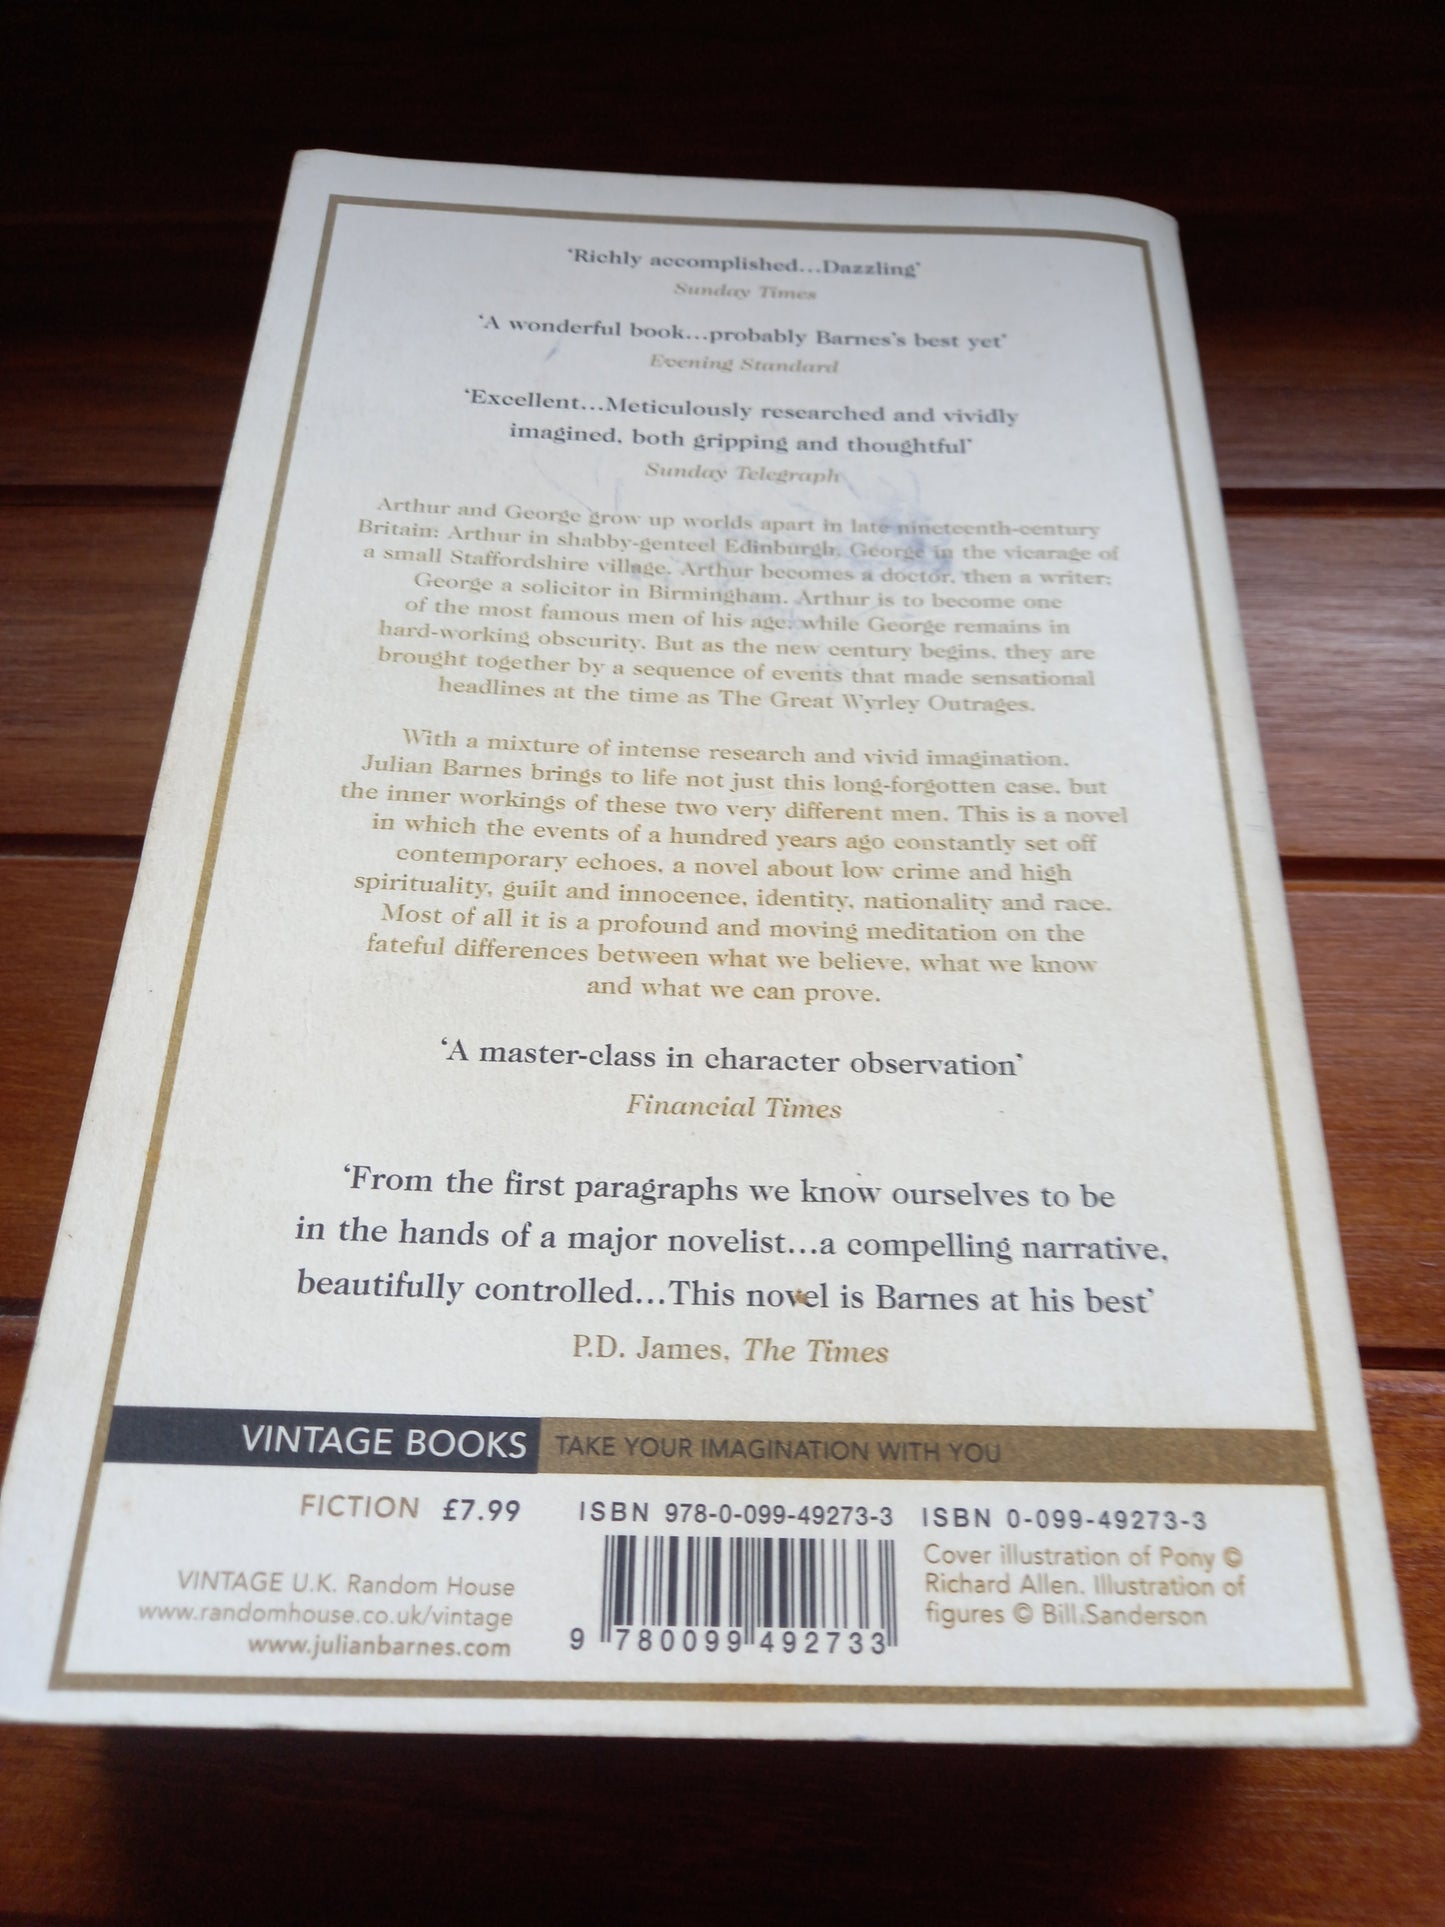 ‘Richly accomplished...Dazzling’
Sunday Times
‘A wonderful book...probably Barnes’s best yet’
Evening Standard
‘Excellent...Meticulously researched and vividly
imagined, both gripping and thoughtful’
Sunday Telegraph
Arthur and George grow up worlds apart in late nineteenth-century
Britain: Arthur in shabby-genteel Edinburgh, George in the vicarage of
a small Staffordshire village. Arthur becomes a doctor, then a writer;
George a solicitor in Birmingham. Arthur is to become one
of the most famous men of his age; while George remains in
hard-working obscurity. But as the new century begins, they are
brought together by a sequence of events that made sensational
headlines at the time as The Great Wyrley Outrages.
With a mixture of intense research and vivid imagination,
Julian Barnes brings to life not just this long-forgotten case, but
the inner workings of these two very different men. This is a novel
in which the events of a hundred years ago constantly set off
contemporary echoes, a novel about low crime and high
spirituality, guilt and innocence, identity, nationality and race.
Most of all it is a profound and moving meditation on the
fateful differences between what we believe, what we know
and what we can prove.
‘A master-class in character observation’
Financial Times
‘From the first paragraphs we know ourselves to be
in the hands of a major novelist...a compelling narrative,
beautifully controlled...This novel is Barnes at his best’
P.D. James, The Times
VINTAGE BOOKS TAKE YOUR IMAGINATION WITH YOU
FICTION £7.99
VINTAGE U.K. Random House
www.randomhouse.co.uk/vintage
www.julianbarnes.com
ISBN 978-0-099-49273-3
9 780099 492733
ISBN 0-099-49273-3
Cover illustration of Pony ©
Richard Allen. Illustration of
figures © Bill Sanderson